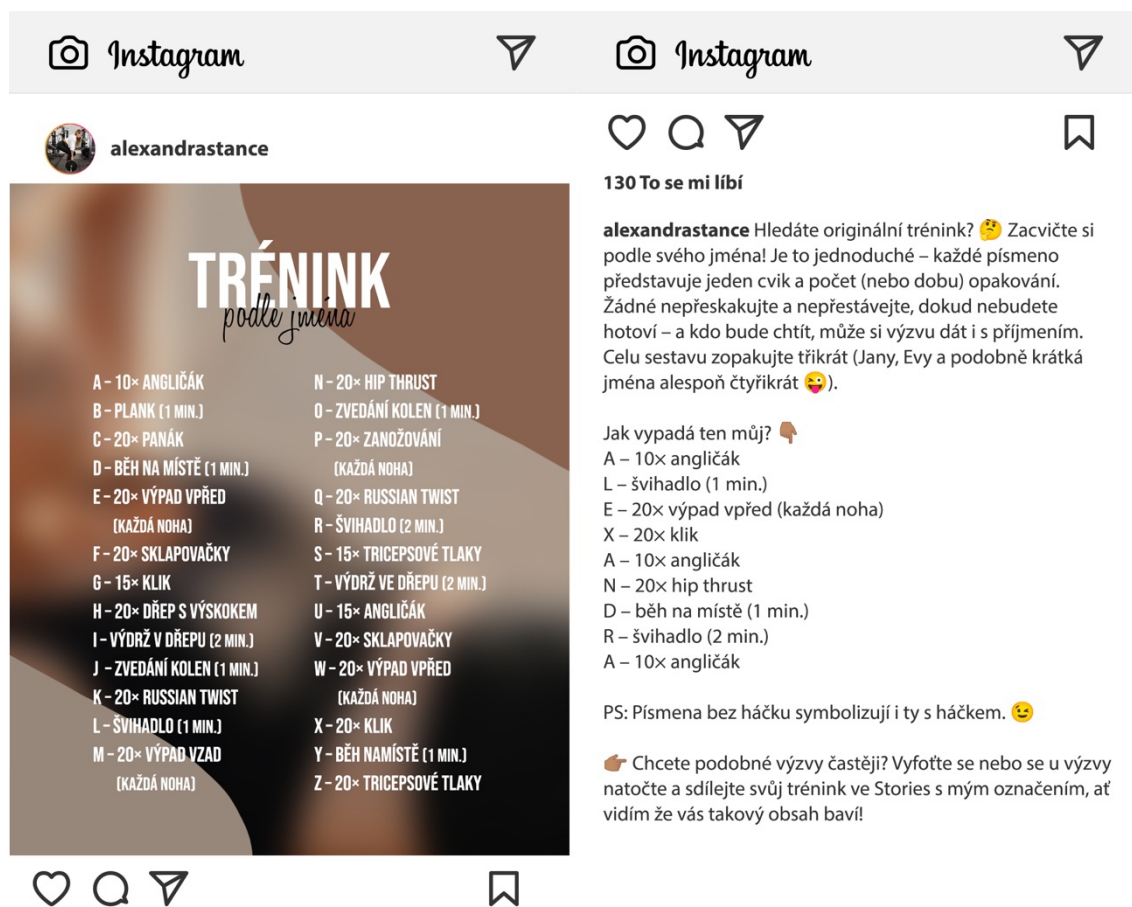 Instagram
alexandrastance
TRÉNINK
podle jména
A – 10× ANGLIČÁK
B – PLANK (1 MIN.)
C – 20× PANÁK
D – BĚH NA MÍSTĚ (1 MIN.)
E – 20× VÝPAD VPŘED
(KAŽDÁ NOHA)
F – 20× SKLAPOVAČKY
G – 15× KLIK
H – 20× DŘEP S VÝSKOKEM
I – VÝDRŽ V DŘEPU (2 MIN.)
J – ZVEDÁNÍ KOLEN (1 MIN.)
K – 20× RUSSIAN TWIST
L – ŠVIHADLO (1 MIN.)
M – 20× VÝPAD VZAD
(KAŽDÁ NOHA)
N – 20× HIP THRUST
O – ZVEDÁNÍ KOLEN (1 MIN.)
P – 20× ZANOŽOVÁNÍ
(KAŽDÁ NOHA)
Q – 20× RUSSIAN TWIST
R – ŠVIHADLO (2 MIN.)
S – 15× TRICEPSOVÉ TLAKY
T – VÝDRŽ VE DŘEPU (2 MIN.)
U – 15× ANGLIČÁK
V – 20× SKLAPOVAČKY
W – 20× VÝPAD VPŘED
(KAŽDÁ NOHA)
X – 20× KLIK
Y – BĚH NAMÍSTĚ (1 MIN.)
Z – 20× TRICEPSOVÉ TLAKY
Instagram
130 To se mi líbí
alexandrastance Hledáte originální trénink? 🤔 Zacvičte si
podle svého jména! Je to jednoduché – každé písmeno
představuje jeden cvik a počet (nebo dobu) opakování.
Žádné nepřeskakujte a nepřestávejte, dokud nebudete
hotoví – a kdo bude chtít, může si výzvu dát i s příjmením.
Celu sestavu zopakujte třikrát (Jany, Evy a podobně krátká
jména alespoň čtyřikrát 😜).
Jak vypadá ten můj? 👇🏽
A – 10× angličák
L – švihadlo (1 min.)
E – 20× výpad vpřed (každá noha)
X – 20× klik
A – 10× angličák
N – 20× hip thrust
D – běh na místě (1 min.)
R – švihadlo (2 min.)
A – 10× angličák
PS: Písmena bez háčku symbolizují i ty s háčkem. 😉
👉🏽 Chcete podobné výzvy častěji? Vyfoťte se nebo se u výzvy
natočte a sdílejte svůj trénink ve Stories s mým označením, ať
vidím že vás takový obsah baví!